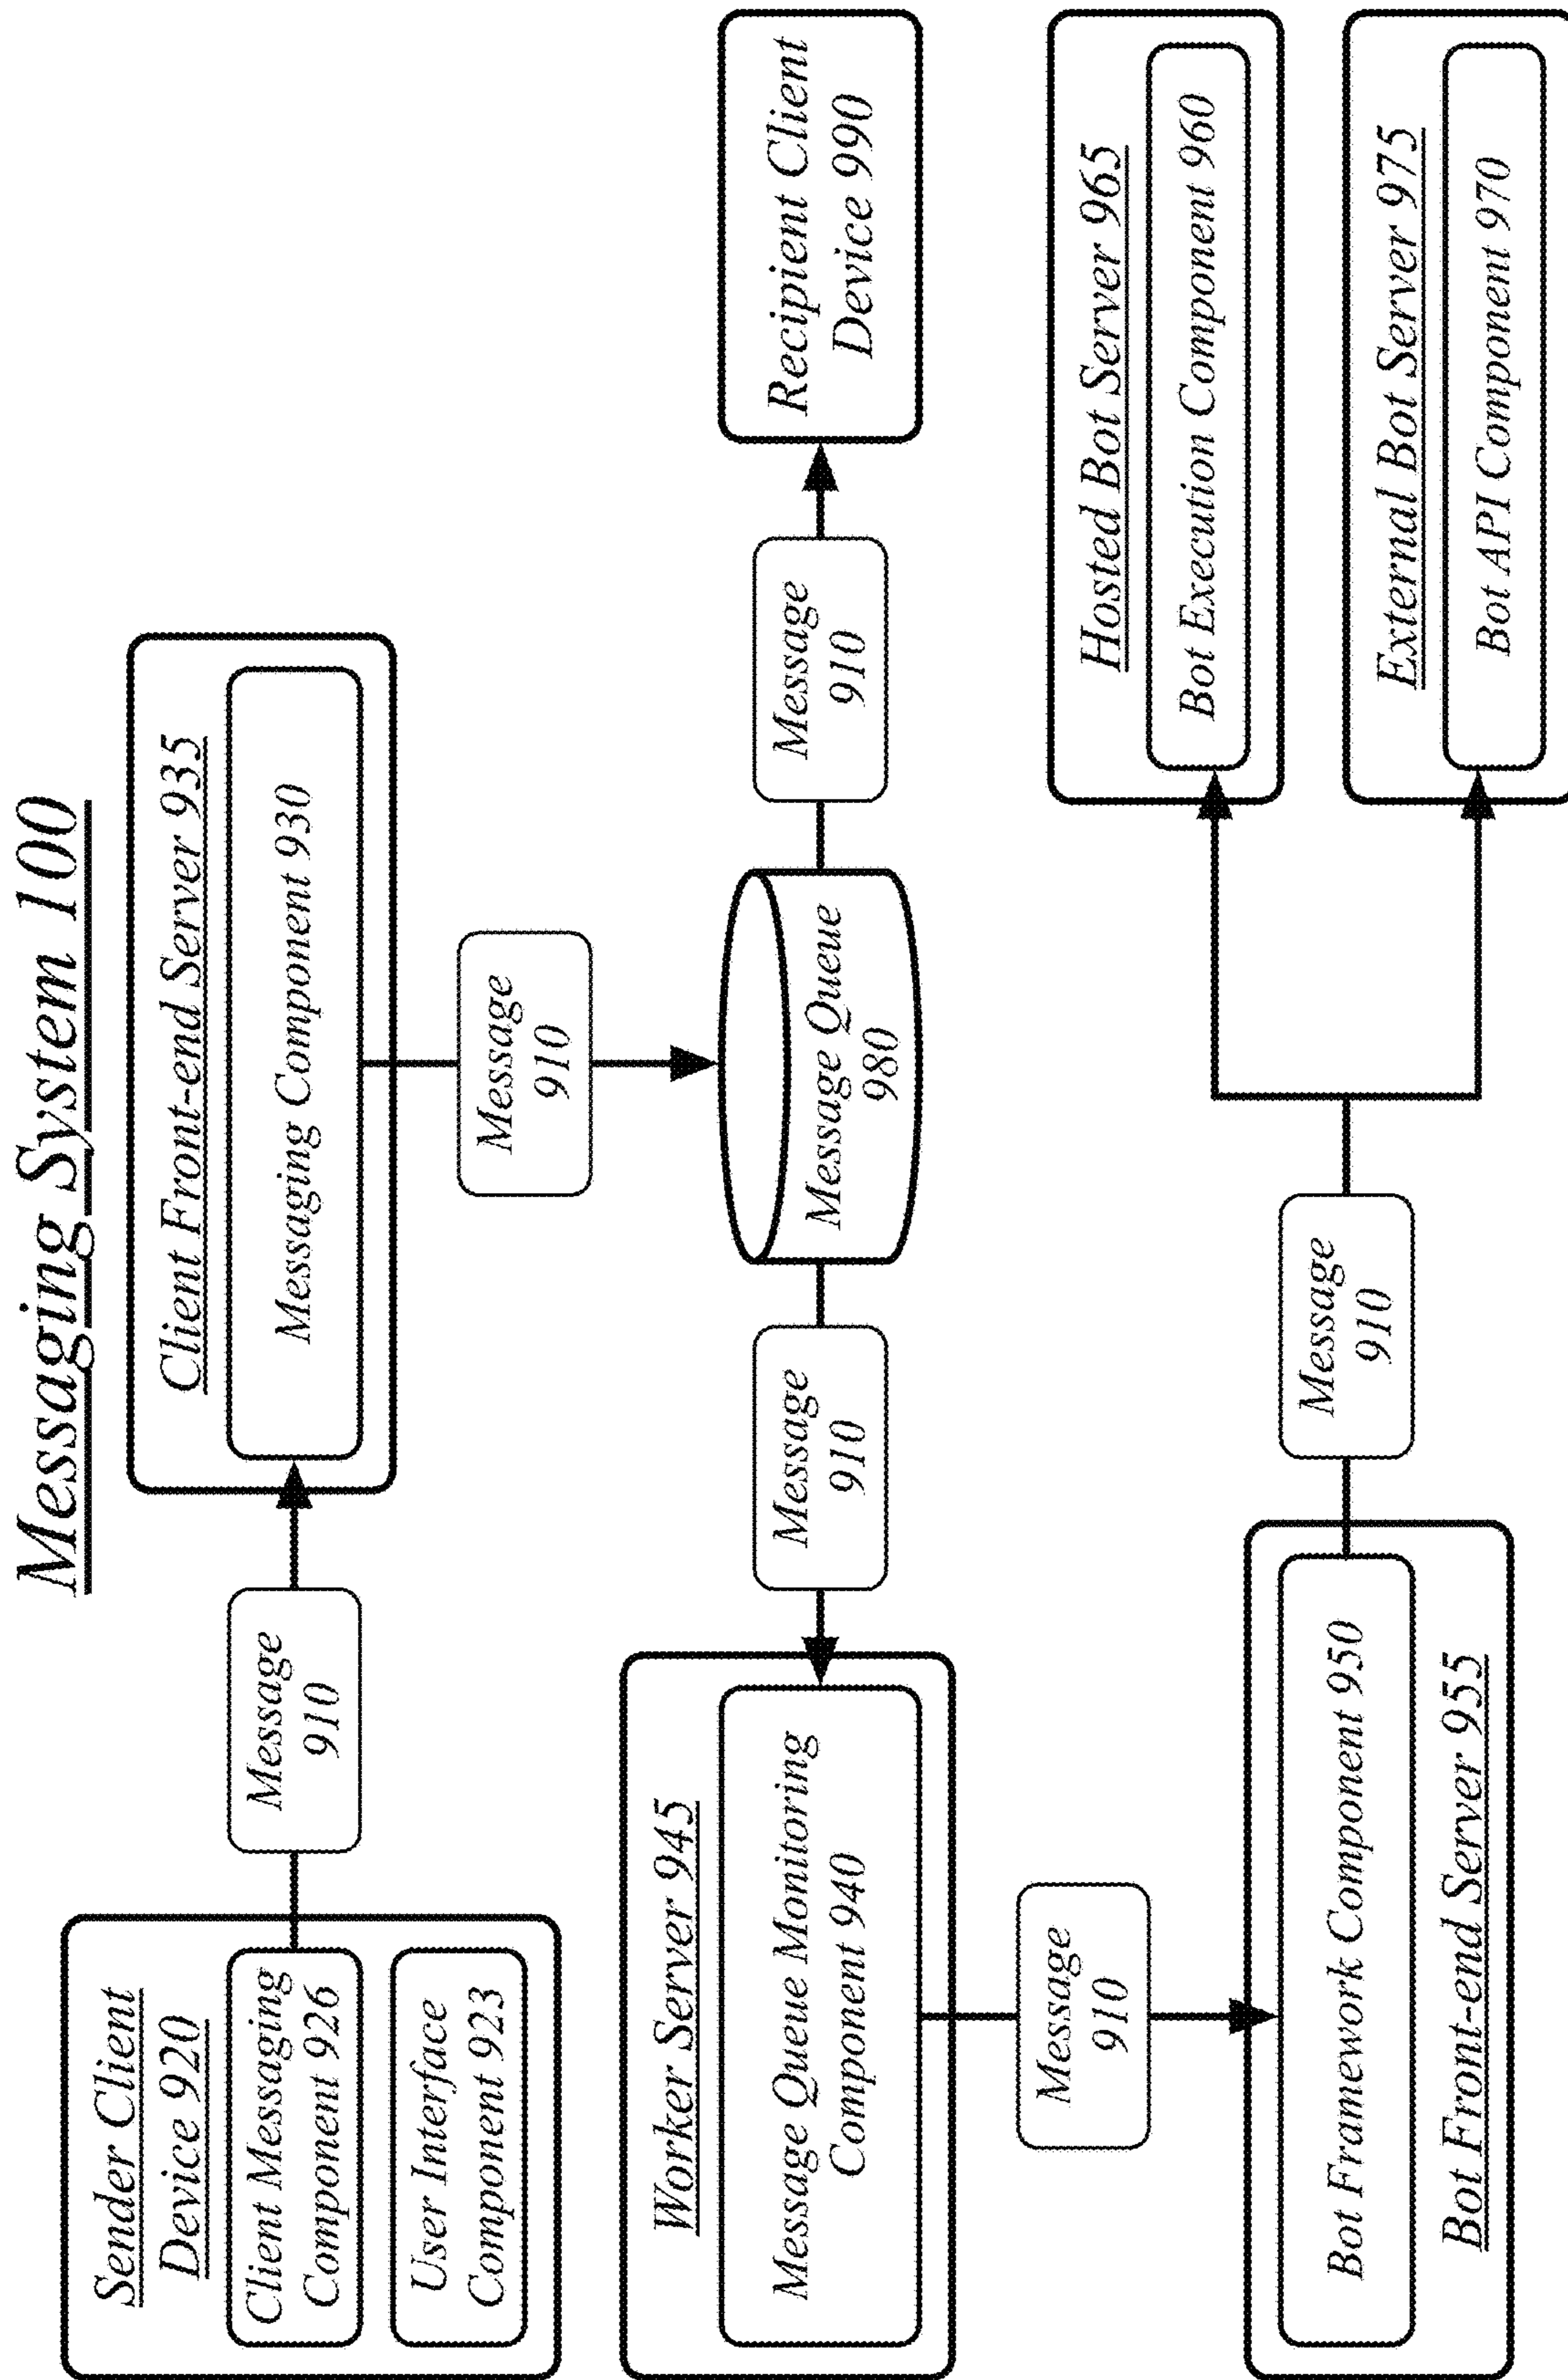 Messaging System 100
Sender Client
Device 920
Client Messaging
Component 926
User Interface
Component 923
Message
910
Client Front-end Server 935
Messaging Component 930
Message
910
Worker Server 945
Message Queue Monitoring
Component 940
Message
910
Message Queue
980
Message
910
Recipient Client
Device 990
Message
910
Bot Framework Component 950
Bot Front-end Server 955
Message
910
Hosted Bot Server 965
Bot Execution Component 960
External Bot Server 975
Bot API Component 970